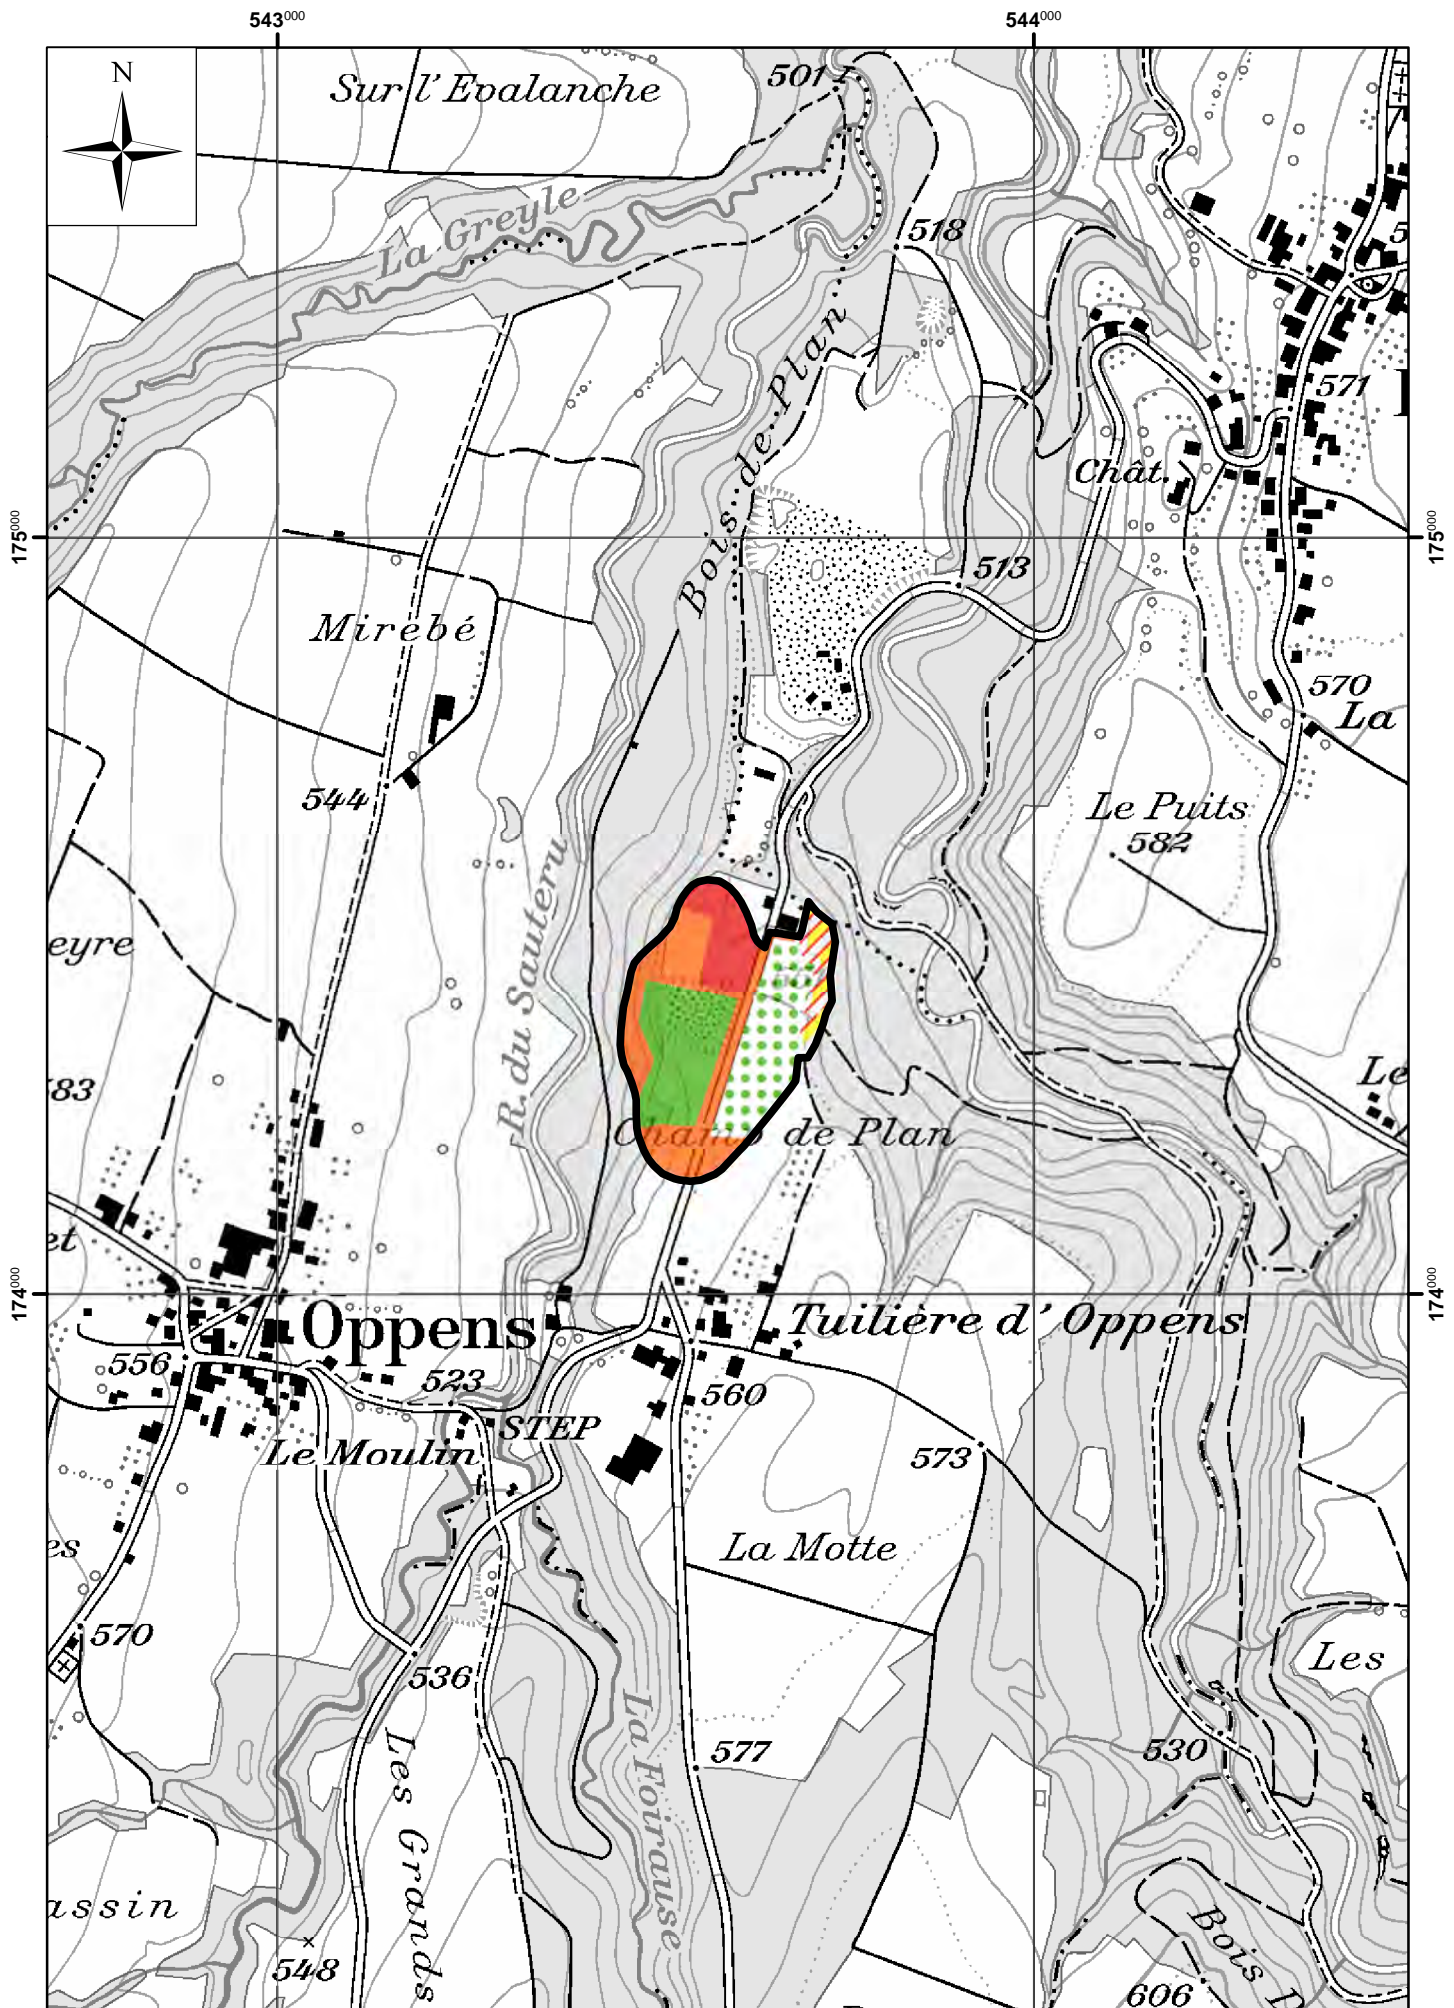 543000
544000
N
Sur l'Evalanche
501
La Greyle
518
5
Bois de Plan
571
Chât.
175000
175000
513
Mirebé
570
La
544
Le Puits
582
eyre
R. du Sauteru
Le
83
Champ de Plan
et
174000
174000
Oppens
Tuilière d'Oppens
556
523
560
STEP
Le Moulin
573
La Motte
es
570
Les
536
La Foirausse
577
530
Les Grands
assin
Bois D
548
606